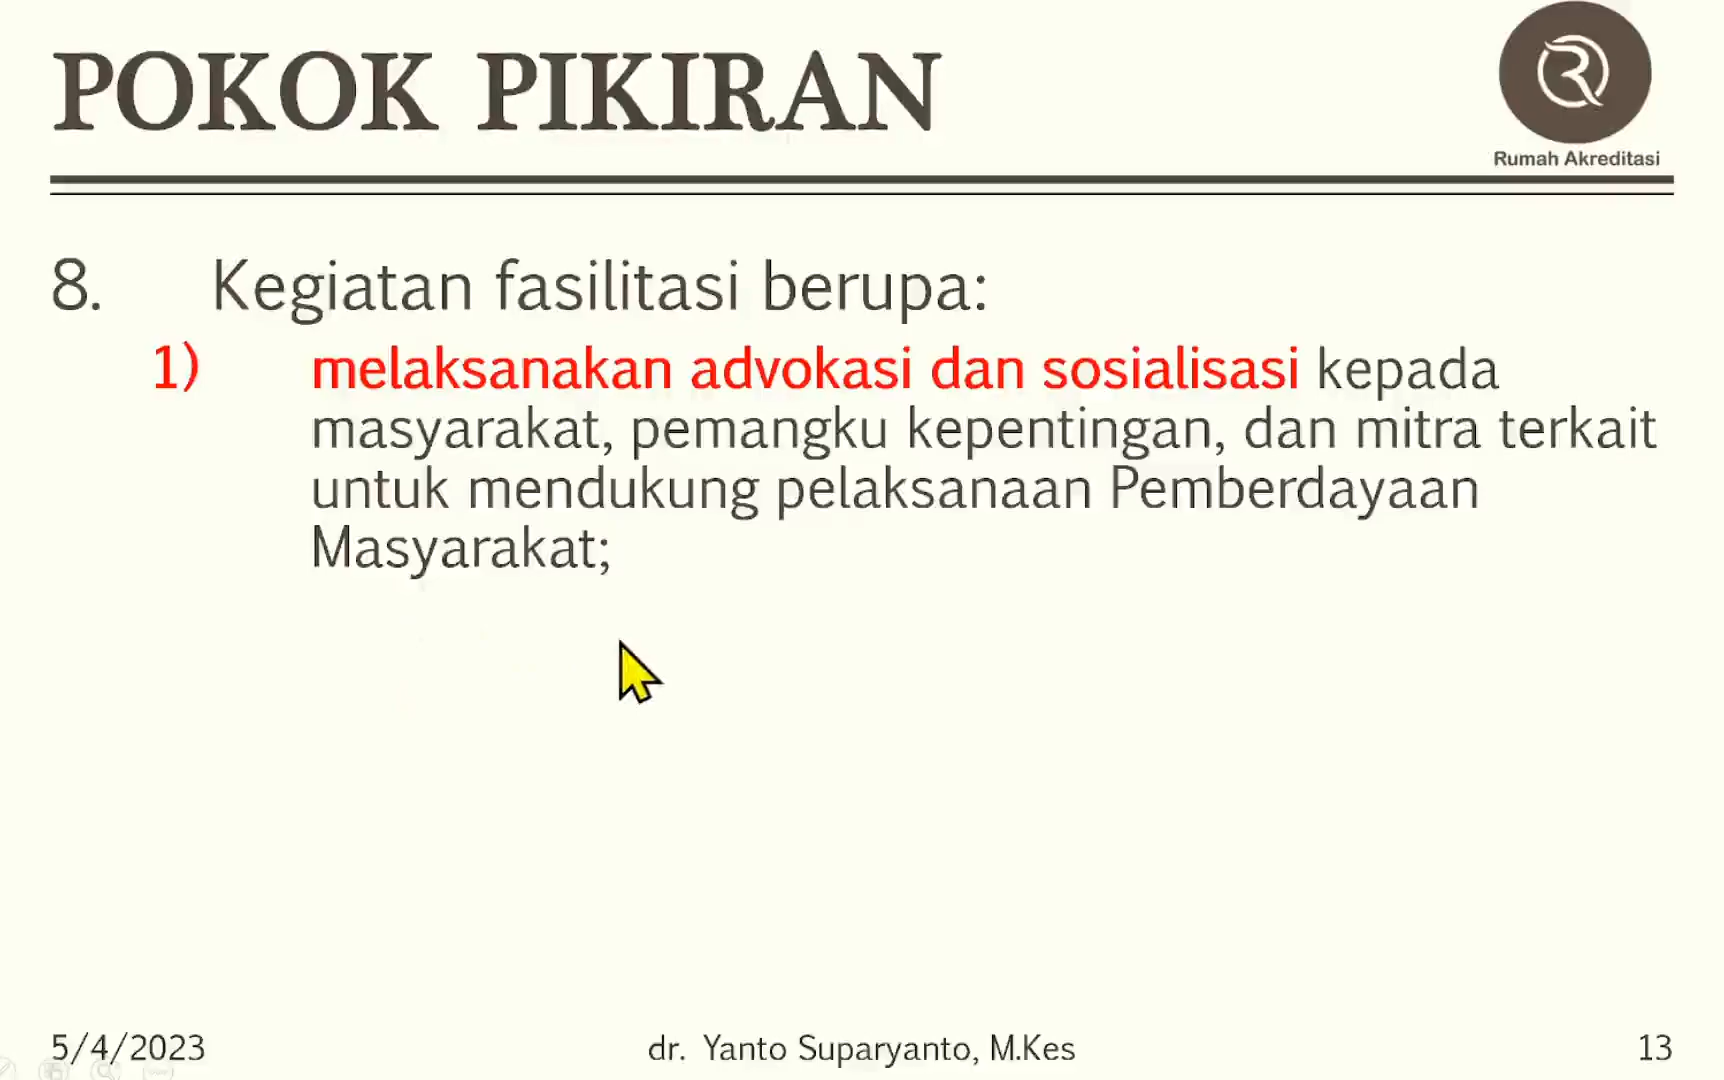 POKOK PIKIRAN
Rumah Akreditasi
8. Kegiatan fasilitasi berupa:
1) melaksanakan advokasi dan sosialisasi kepada
masyarakat, pemangku kepentingan, dan mitra terkait
untuk mendukung pelaksanaan Pemberdayaan
Masyarakat;
5/4/2023 dr. Yanto Suparyanto, M.Kes 13